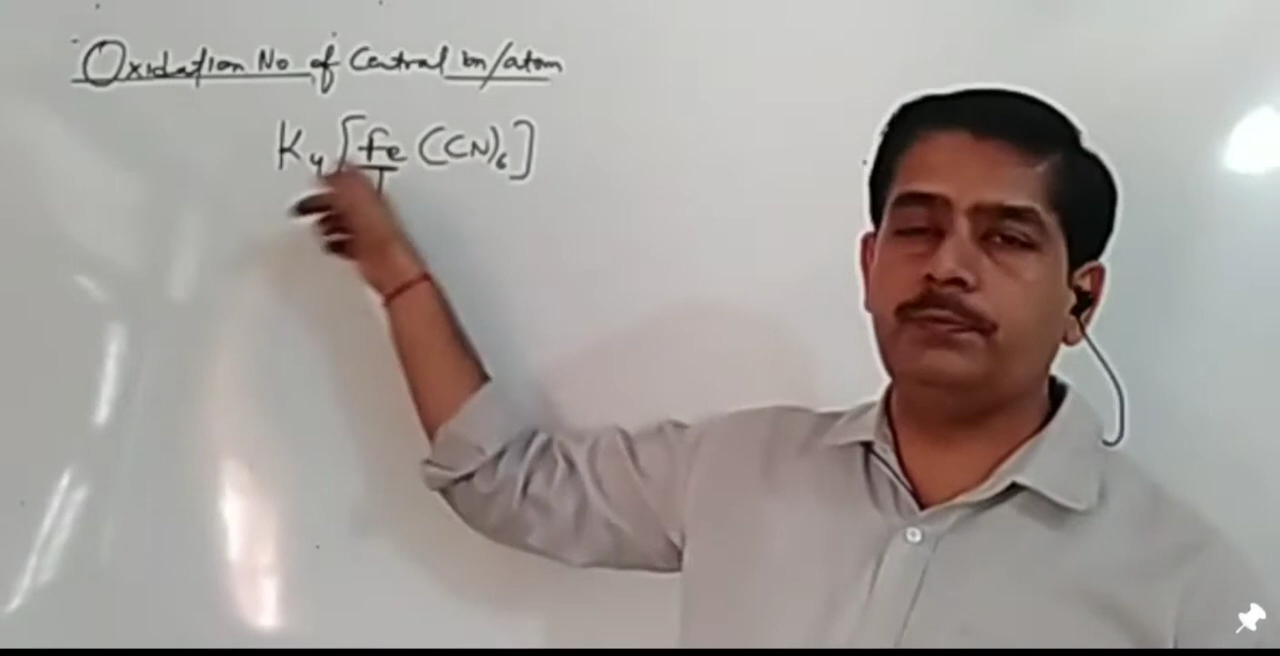 Oxidation No of Central ion/atom
K₄[Fe(CN)₆]